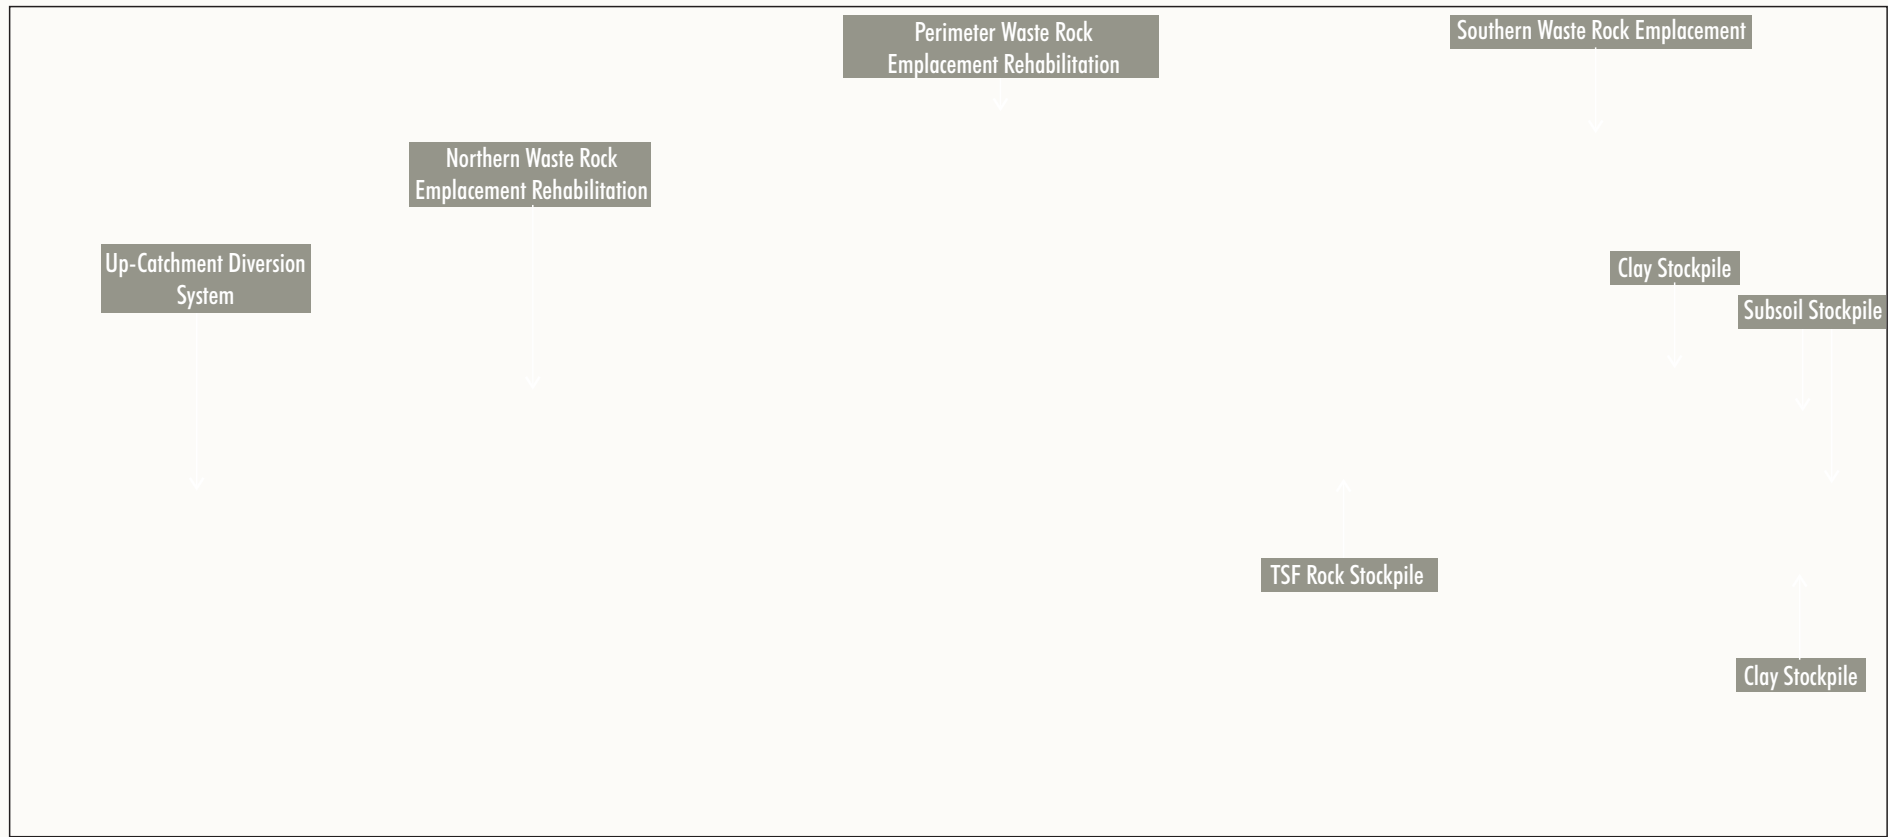 Perimeter Waste Rock
Emplacement Rehabilitation
Southern Waste Rock Emplacement
Northern Waste Rock
Emplacement Rehabilitation
Up-Catchment Diversion
System
Clay Stockpile
Subsoil Stockpile
TSF Rock Stockpile
Clay Stockpile